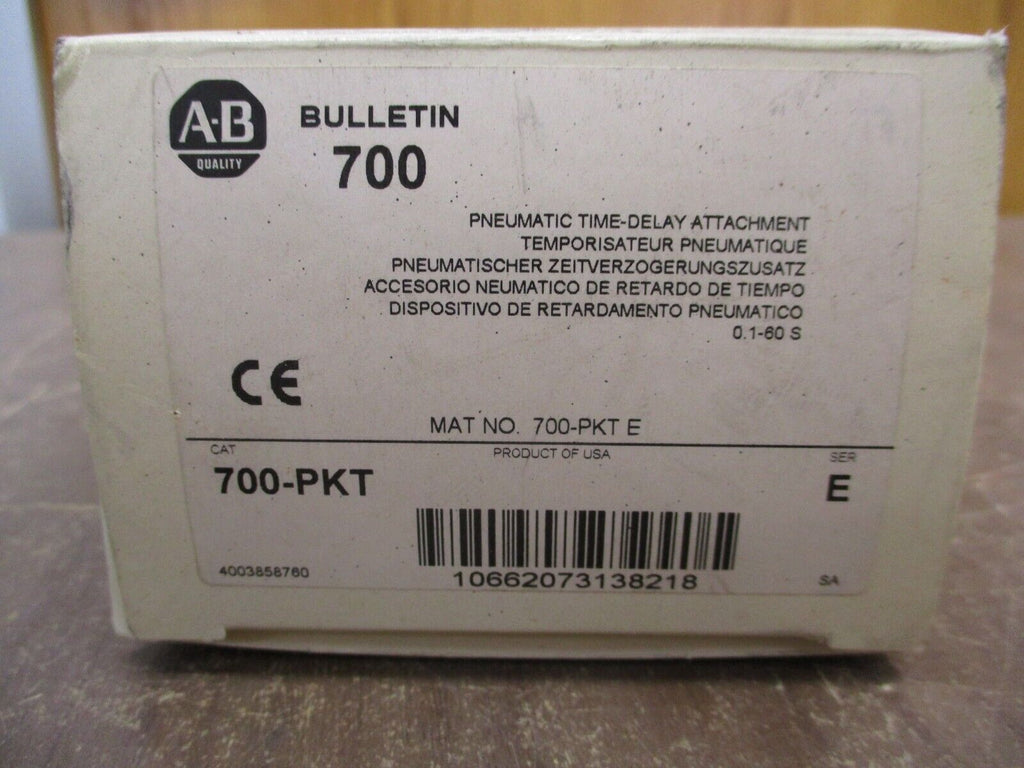 A-B
QUALITY
BULLETIN
700
PNEUMATIC TIME-DELAY ATTACHMENT
TEMPORISATEUR PNEUMATIQUE
PNEUMATISCHER ZEITVERZOGERUNGSZUSATZ
ACCESORIO NEUMATICO DE RETARDO DE TIEMPO
DISPOSITIVO DE RETARDAMENTO PNEUMATICO
0.1-60 S
CE
MAT NO. 700-PKT E
CAT
PRODUCT OF USA
SER
700-PKT
E
4003858760
10662073138218
SA